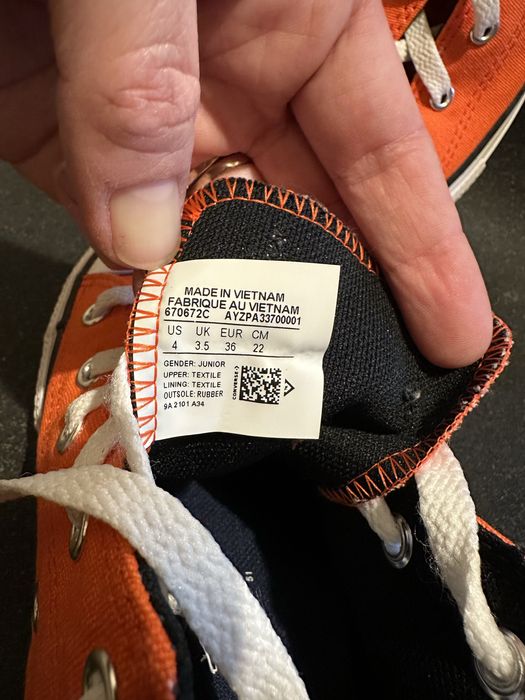 MADE IN VIETNAM
FABRIQUE AU VIETNAM
670672C AYZPA33700001
US UK EUR CM
4 3.5 36 22
GENDER: JUNIOR
UPPER: TEXTILE
LINING: TEXTILE
OUTSOLE: RUBBER
9A 2101 A34
CONVERSE